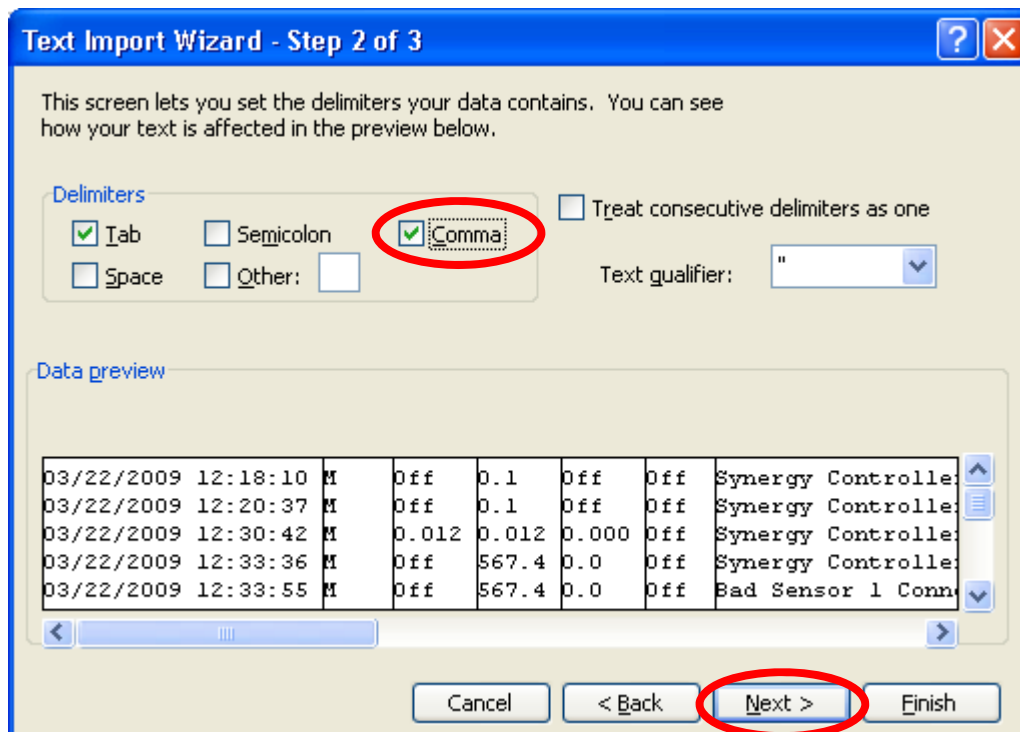 Text Import Wizard - Step 2 of 3
This screen lets you set the delimiters your data contains. You can see
how your text is affected in the preview below.
Delimiters
Tab Semicolon Comma
Space Other:
Treat consecutive delimiters as one
Text qualifier: "
Data preview
03/22/2009 12:18:10 M Off 0.1 Off Off Synergy Controller
03/22/2009 12:20:37 M Off 0.1 Off Off Synergy Controller
03/22/2009 12:30:42 M 0.012 0.012 0.000 Off Synergy Controller
03/22/2009 12:33:36 M Off 567.4 0.0 Off Synergy Controller
03/22/2009 12:33:55 M Off 567.4 0.0 Off Bad Sensor 1 Conn
Cancel < Back Next > Finish